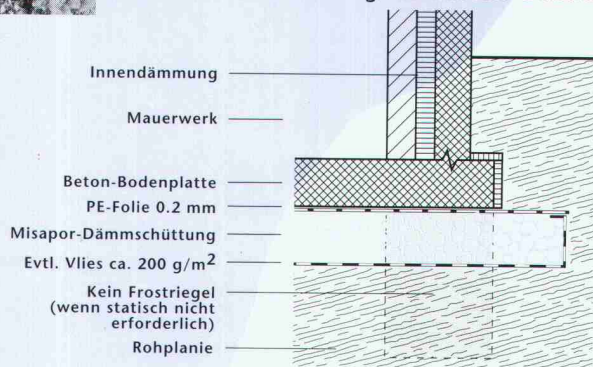 Innendämmung
Mauerwerk
Beton-Bodenplatte
PE-Folie 0.2 mm
Misapor-Dämmschüttung
Evtl. Vlies ca. 200 g/m²
Kein Frostriegel
(wenn statisch nicht
erforderlich)
Rohplanie